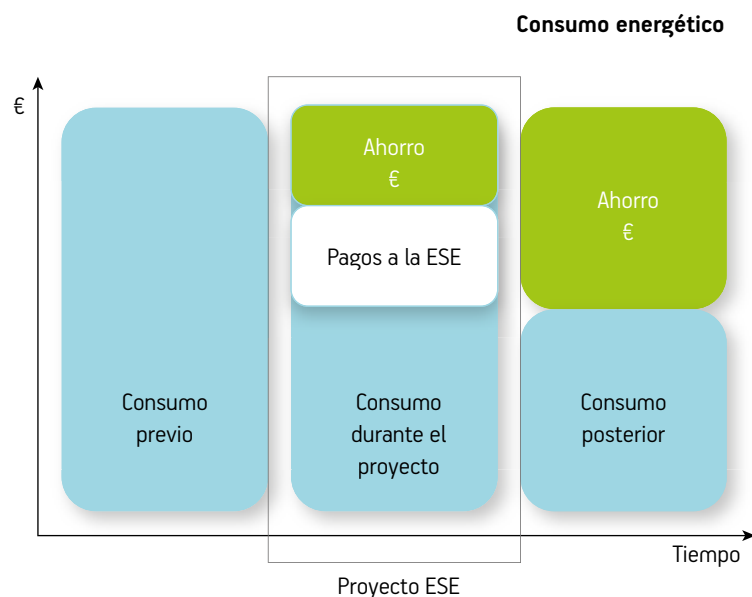 Consumo energético
€
Ahorro
€
Pagos a la ESE
Ahorro
€
Consumo
previo
Consumo
durante el
proyecto
Consumo
posterior
Tiempo
Proyecto ESE